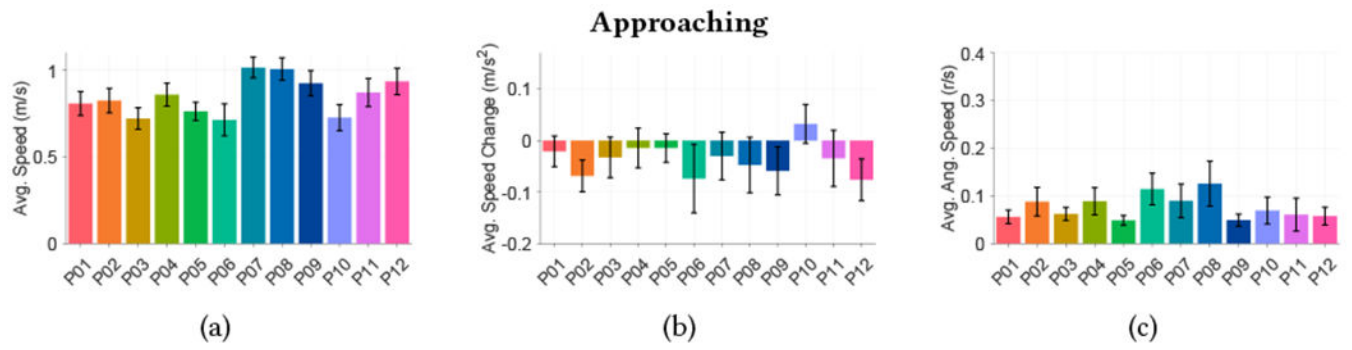 Approaching
Avg. Speed (m/s)
1
0.5
0
P01 P02 P03 P04 P05 P06 P07 P08 P09 P10 P11 P12
(a)
Avg. Speed Change (m/s²)
0.1
0
-0.1
-0.2
P01 P02 P03 P04 P05 P06 P07 P08 P09 P10 P11 P12
(b)
Avg. Ang. Speed (r/s)
0.4
0.3
0.2
0.1
0
P01 P02 P03 P04 P05 P06 P07 P08 P09 P10 P11 P12
(c)